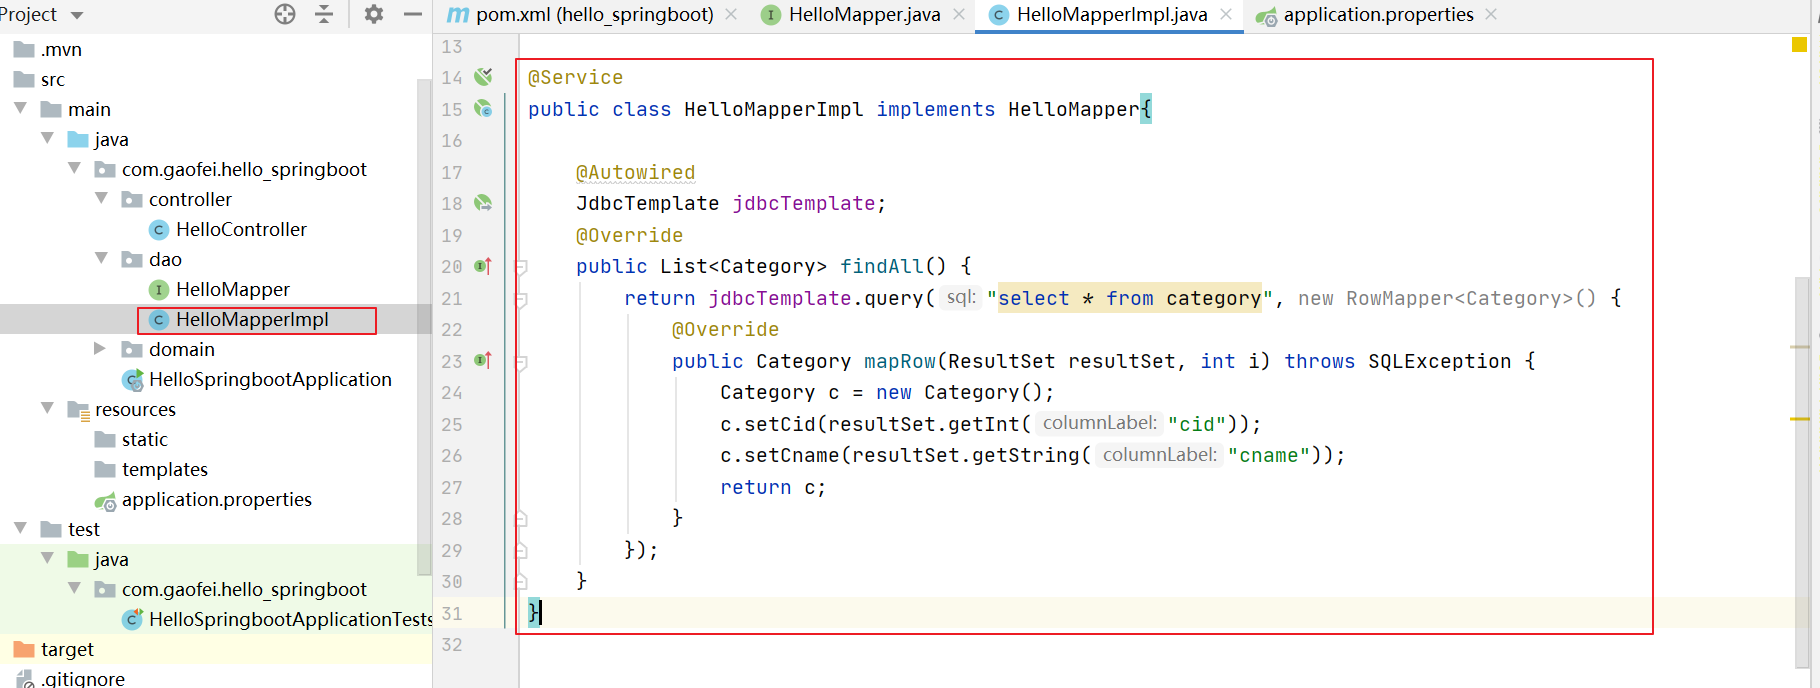 Project
pom.xml (hello_springboot)
HelloMapper.java
HelloMapperImpl.java
application.properties
.mvn
src
main
java
com.gaofei.hello_springboot
controller
HelloController
dao
HelloMapper
HelloMapperImpl
domain
HelloSpringbootApplication
resources
static
templates
application.properties
test
java
com.gaofei.hello_springboot
HelloSpringbootApplicationTests
target
.gitignore
13
14 @Service
15 public class HelloMapperImpl implements HelloMapper{
16
17 @Autowired
18 JdbcTemplate jdbcTemplate;
19 @Override
20 public List<Category> findAll() {
21 return jdbcTemplate.query( sql: "select * from category", new RowMapper<Category>() {
22 @Override
23 public Category mapRow(ResultSet resultSet, int i) throws SQLException {
24 Category c = new Category();
25 c.setCid(resultSet.getInt( columnLabel: "cid"));
26 c.setCname(resultSet.getString( columnLabel: "cname"));
27 return c;
28 }
29 });
30 }
31 }
32